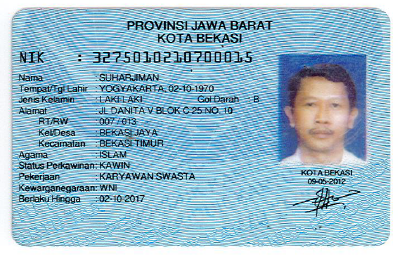 PROVINSI JAWA BARAT
KOTA BEKASI
NIK : 3275010210700015
Nama : SUHARJIMAN
Tempat/Tgl Lahir : YOGYAKARTA, 02-10-1970
Jenis Kelamin : LAKI LAKI Gol Darah : B
Alamat : JL DANITA V BLOK C 25 NO, 10
RT/RW : 007 / 013
Kel/Desa : BEKASI JAYA
Kecamatan : BEKASI TIMUR
Agama : ISLAM
Status Perkawinan: KAWIN
Pekerjaan : KARYAWAN SWASTA
Kewarganegaraan: WNI
Berlaku Hingga : 02-10-2017
KOTA BEKASI
09-05-2012